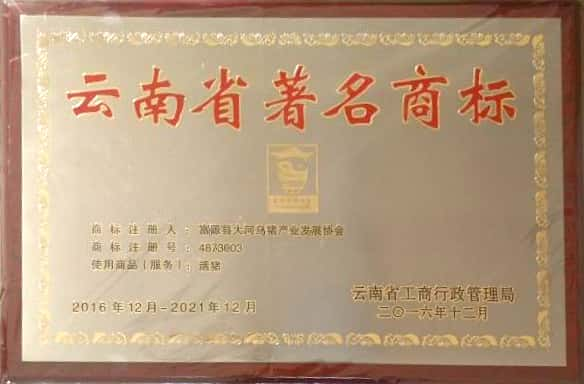 云南省著名商标
商标注册人：富源县大河乌猪产业发展协会
商标注册号：4873603
使用商品（服务）：活猪
2016年12月-2021年12月
云南省工商行政管理局
二〇一六年十二月